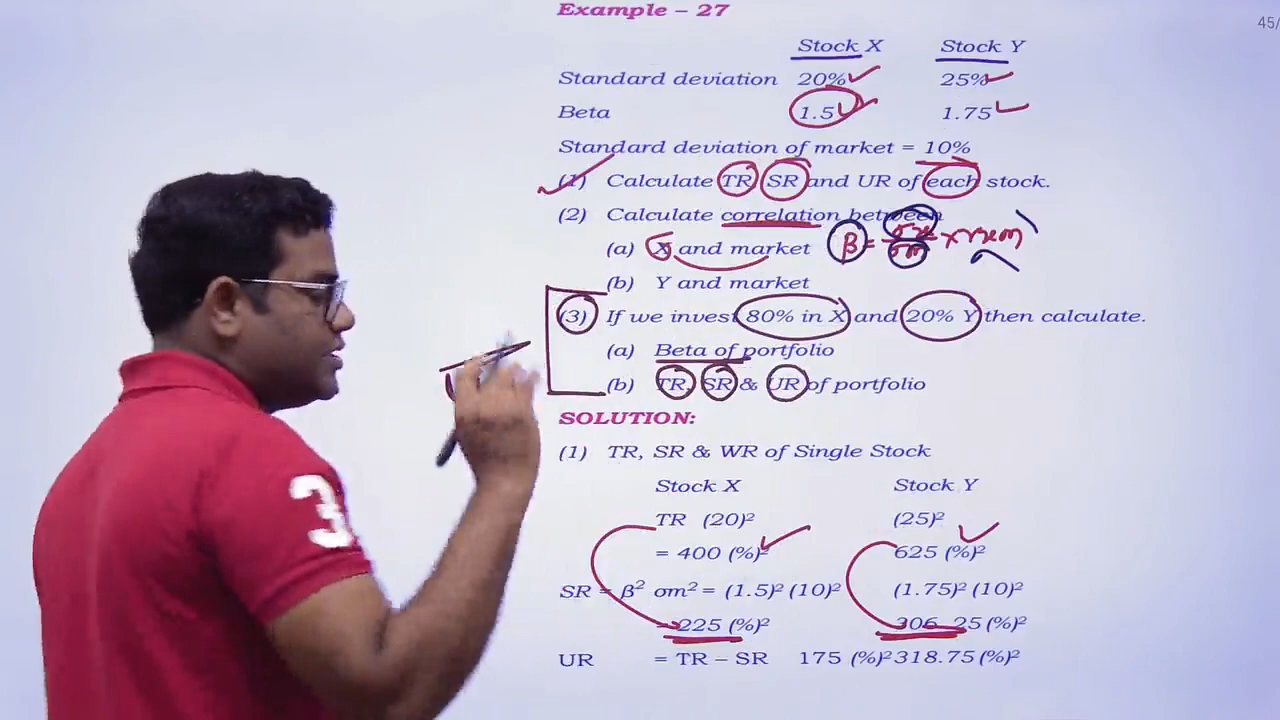 45/
Example – 27
Stock X Stock Y
Standard deviation 20% 25%
Beta 1.5 1.75
Standard deviation of market = 10%
(1) Calculate TR SR and UR of each stock.
(2) Calculate correlation between
(a) X and market β = σx/σm × rxm
(b) Y and market
(3) If we invest 80% in X and 20% Y then calculate.
(a) Beta of portfolio
(b) TR, SR & UR of portfolio
SOLUTION:
(1) TR, SR & WR of Single Stock
Stock X Stock Y
TR (20)² (25)²
= 400 (%)² 625 (%)²
SR = β² σm² = (1.5)² (10)² (1.75)² (10)²
= 225 (%)² 306.25 (%)²
UR = TR – SR 175 (%)² 318.75 (%)²
3